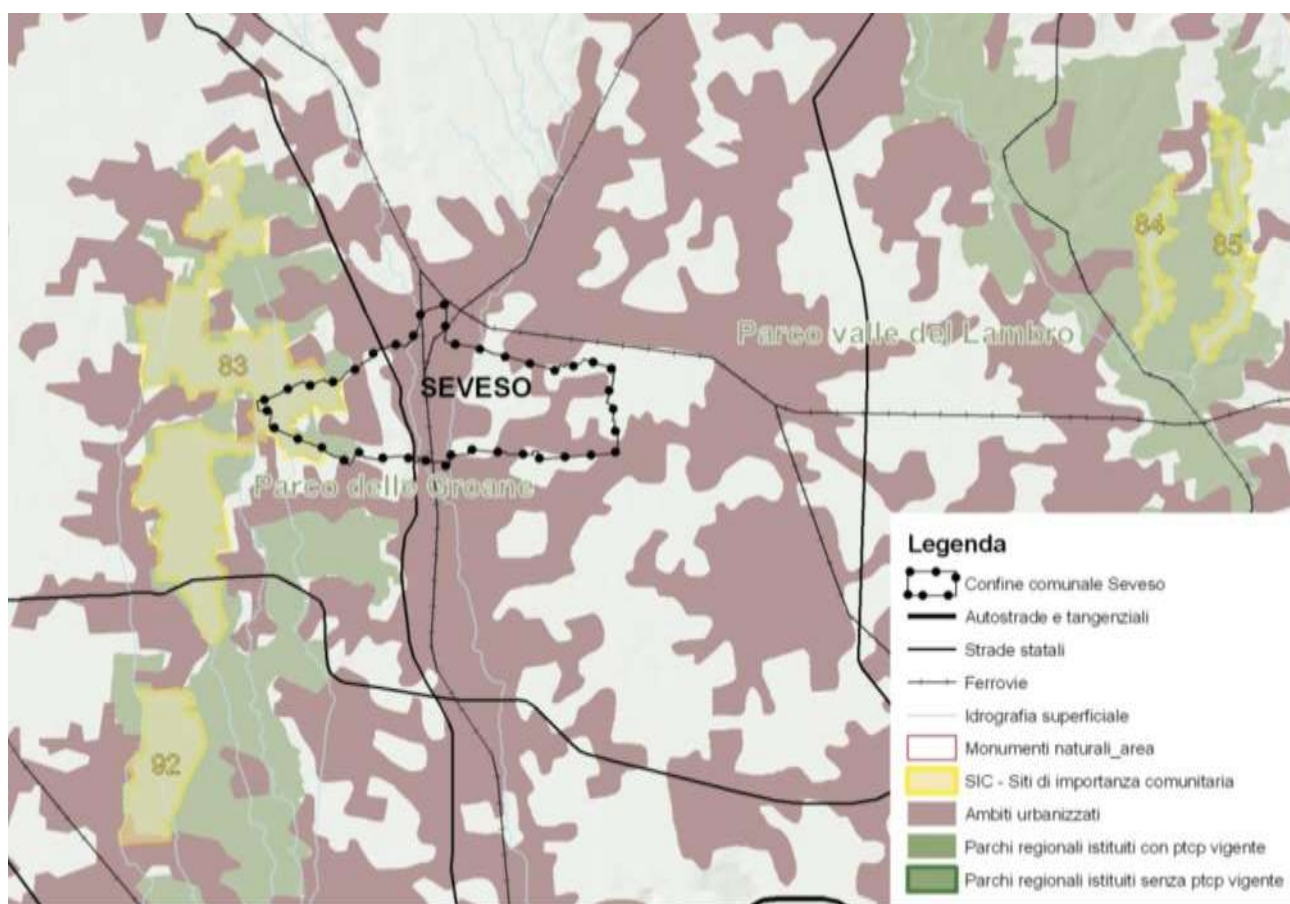 84
85
Parco valle del Lambro
83
SEVESO
Parco delle Groane
92
Legenda
Confine comunale Seveso
Autostrade e tangenziali
Strade statali
Ferrovie
Idrografia superficiale
Monumenti naturali_area
SIC - Siti di importanza comunitaria
Ambiti urbanizzati
Parchi regionali istituiti con ptcp vigente
Parchi regionali istituiti senza ptcp vigente